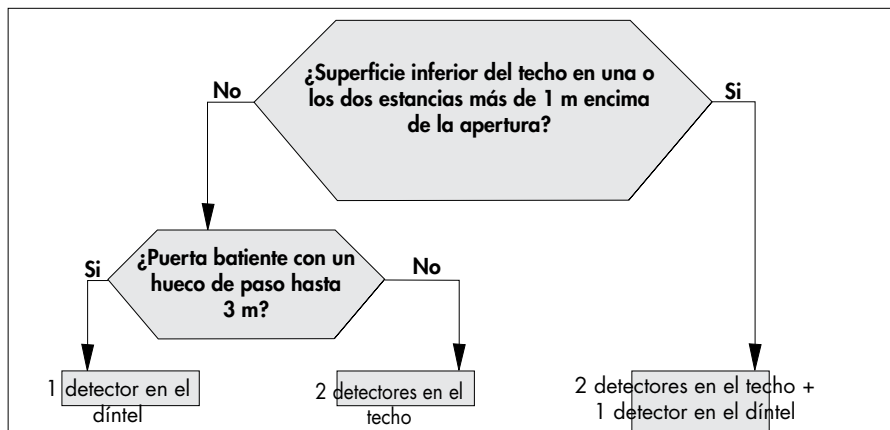 ¿Superficie inferior del techo en una o
los dos estancias más de 1 m encima
de la apertura?
No
Si
¿Puerta batiente con un
hueco de paso hasta
3 m?
Si
No
1 detector en el
díntel
2 detectores en el
techo
2 detectores en el techo +
1 detector en el díntel